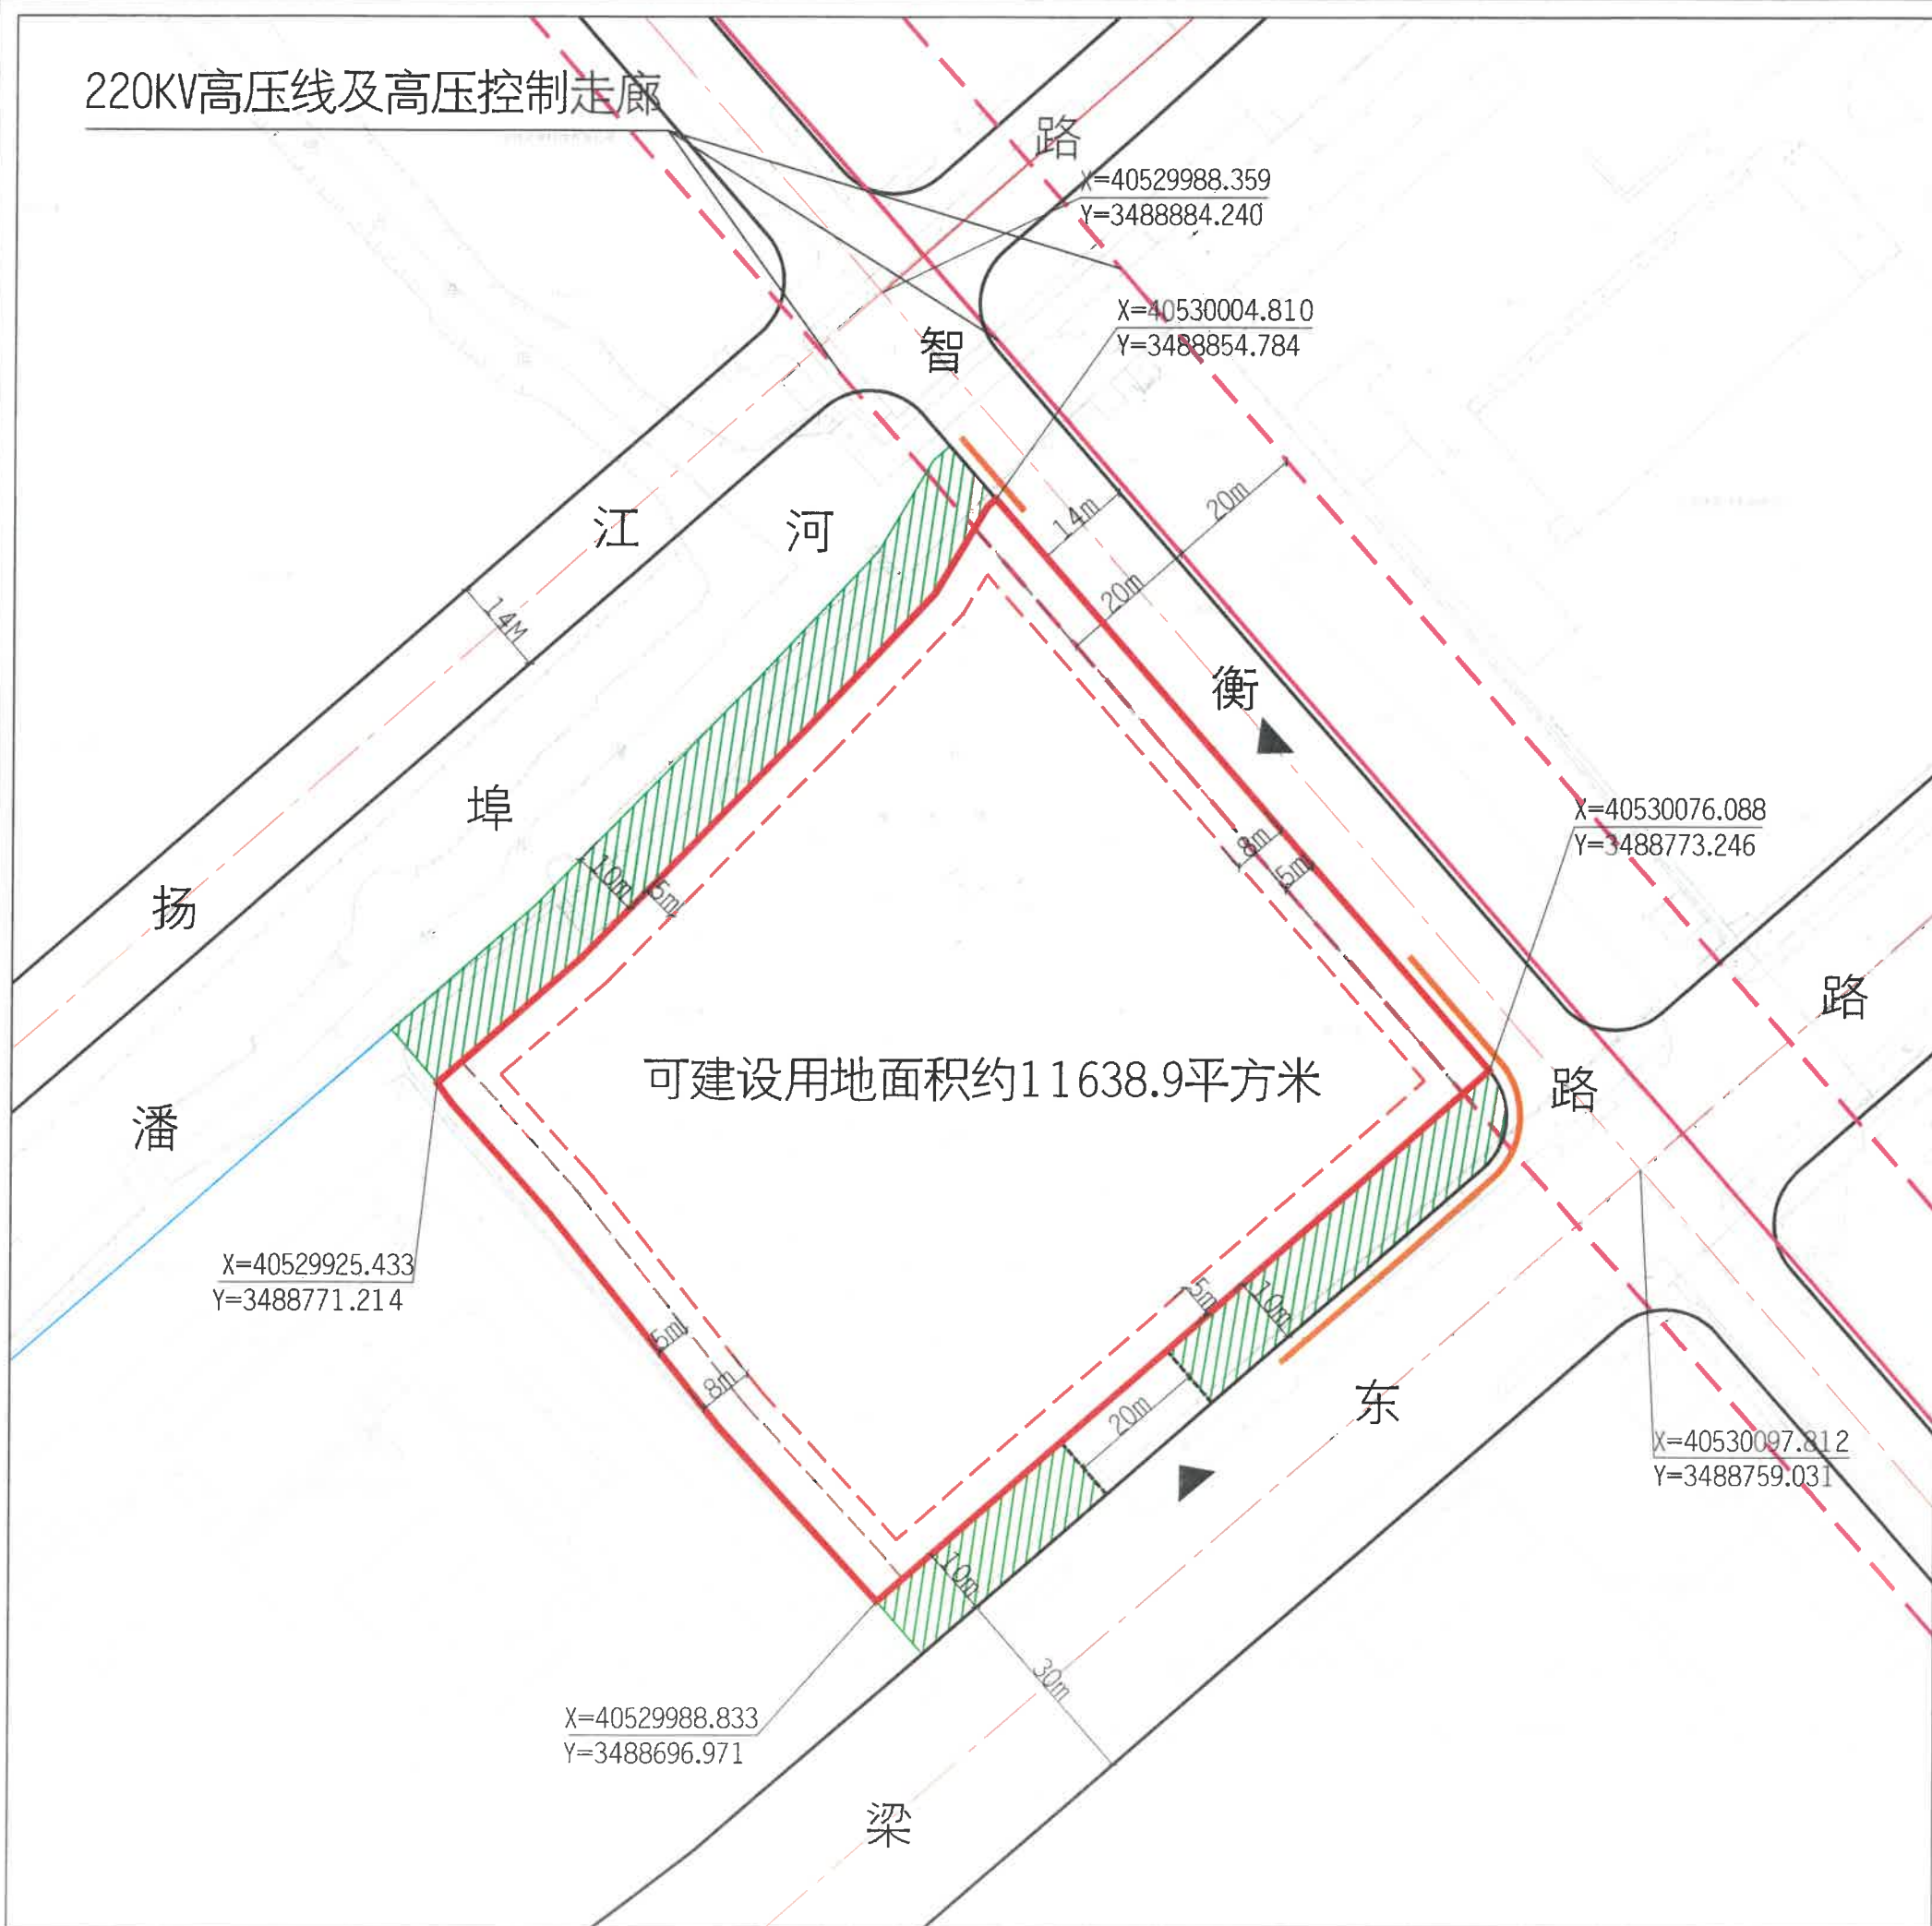 220KV高压线及高压控制走廊
路
X=40529988.359
Y=3488884.240
X=40530004.810
Y=3488854.784
智
江
河
14m
20m
20m
14M
衡
埠
X=40530076.088
Y=3488773.246
8m
5m
10m
5m
扬
路
可建设用地面积约11638.9平方米
路
潘
X=40529925.433
Y=3488771.214
5m
10m
5m
8m
20m
东
X=40530097.812
Y=3488759.031
10m
30m
X=40529988.833
Y=3488696.971
梁